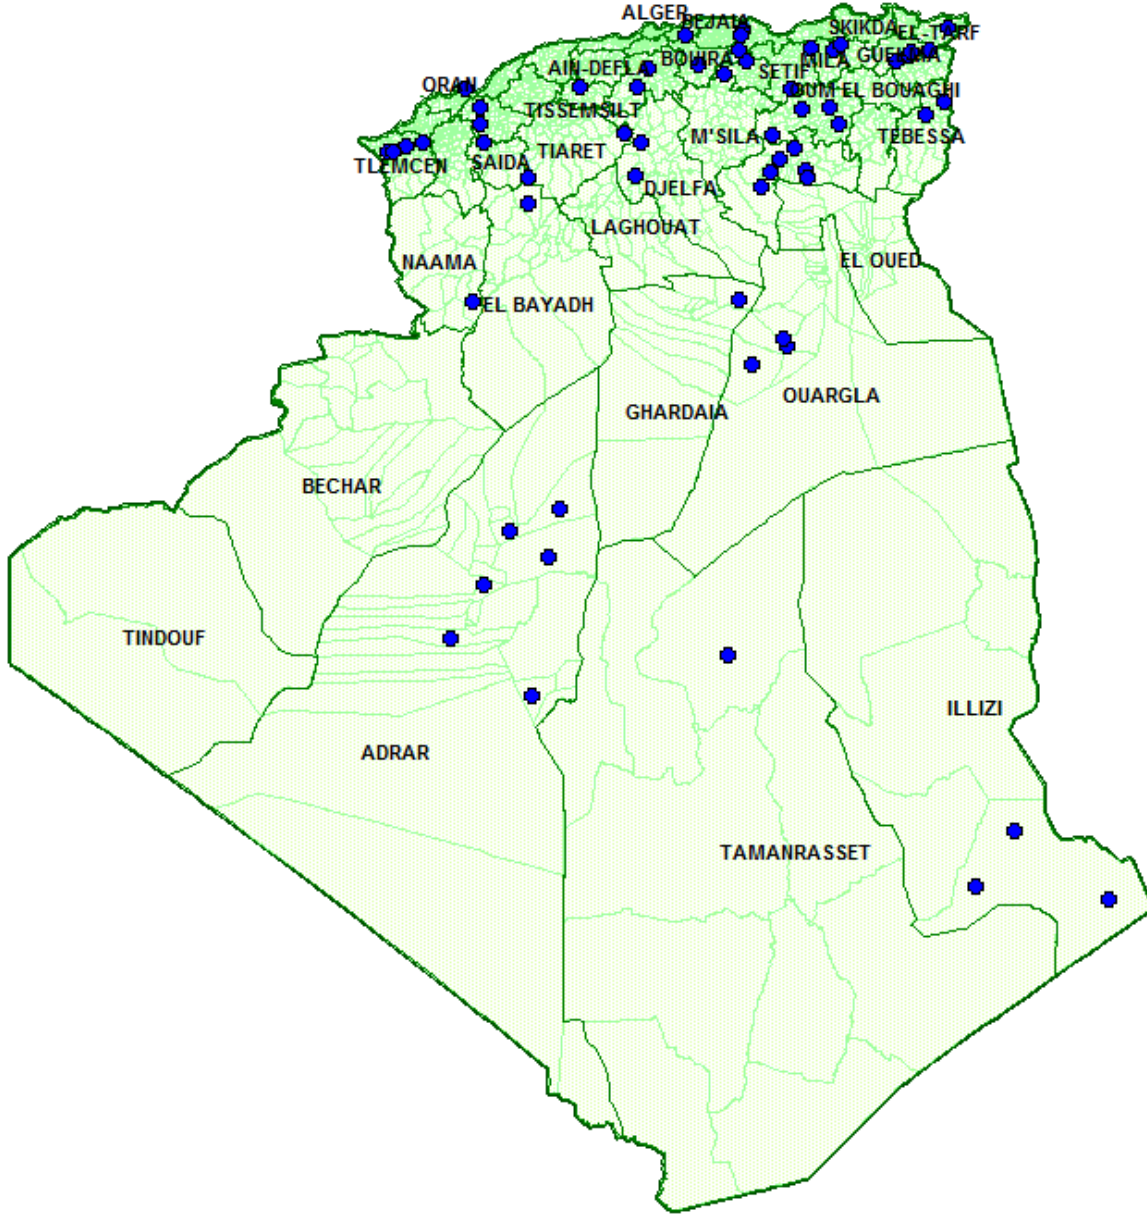 ALGER
BEJAIA
SKIKDA
EL-TARF
BOUIRA
MILA
GUELMA
AIN-DEFLA
SETIF
ORAN
OUM EL BOUAGHI
TISSEMSILT
M'SILA
TEBESSA
TLEMCEN
SAIDA
TIARET
DJELFA
LAGHOUAT
NAAMA
EL OUED
EL BAYADH
OUARGLA
GHARDAIA
BECHAR
TINDOUF
ILLIZI
ADRAR
TAMANRASSET